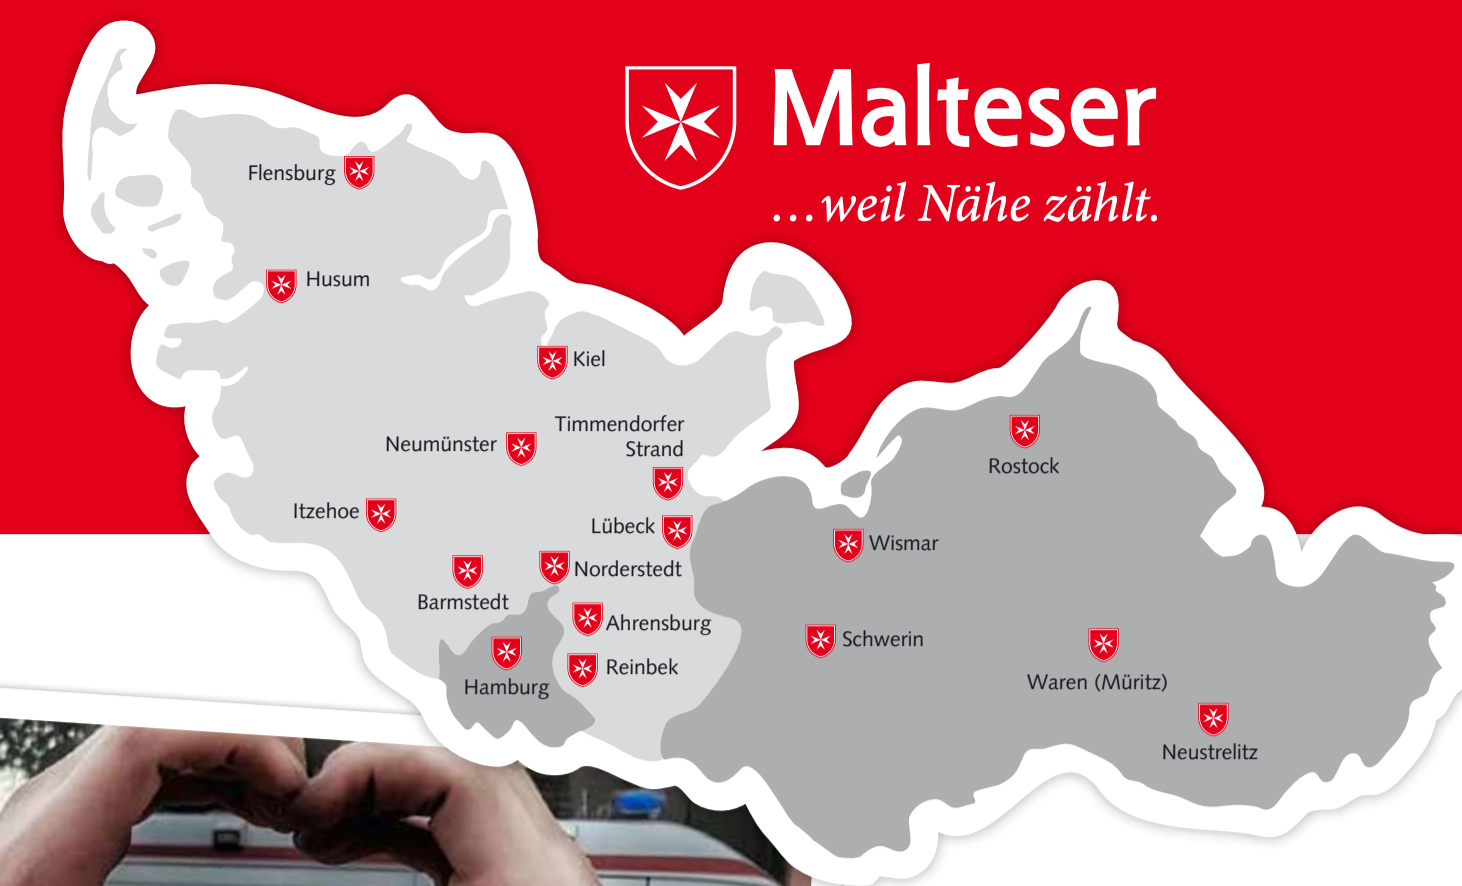 Malteser
...weil Nähe zählt.
Flensburg
Husum
Kiel
Timmendorfer
Strand
Neumünster
Rostock
Itzehoe
Lübeck
Wismar
Norderstedt
Barmstedt
Ahrensburg
Schwerin
Reinbek
Hamburg
Waren (Müritz)
Neustrelitz